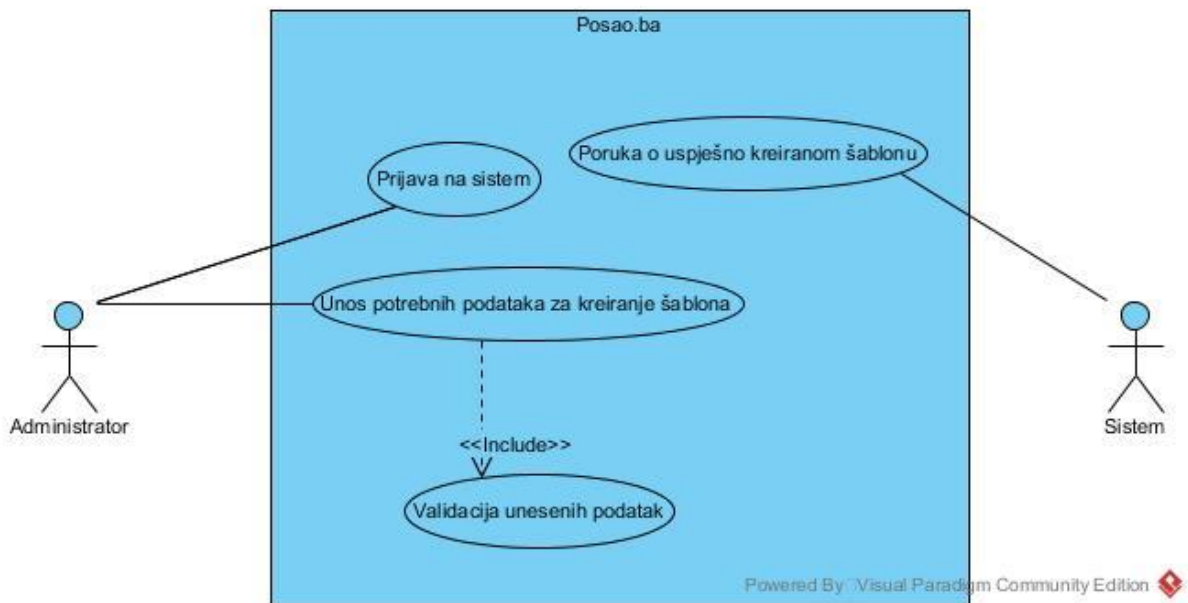 Posao.ba
Poruka o uspješno kreiranom šablonu
Prijava na sistem
Unos potrebnih podataka za kreiranje šablona
Administrator
Sistem
<<Include>>
Validacija unesenih podatak
Powered By Visual Paradigm Community Edition